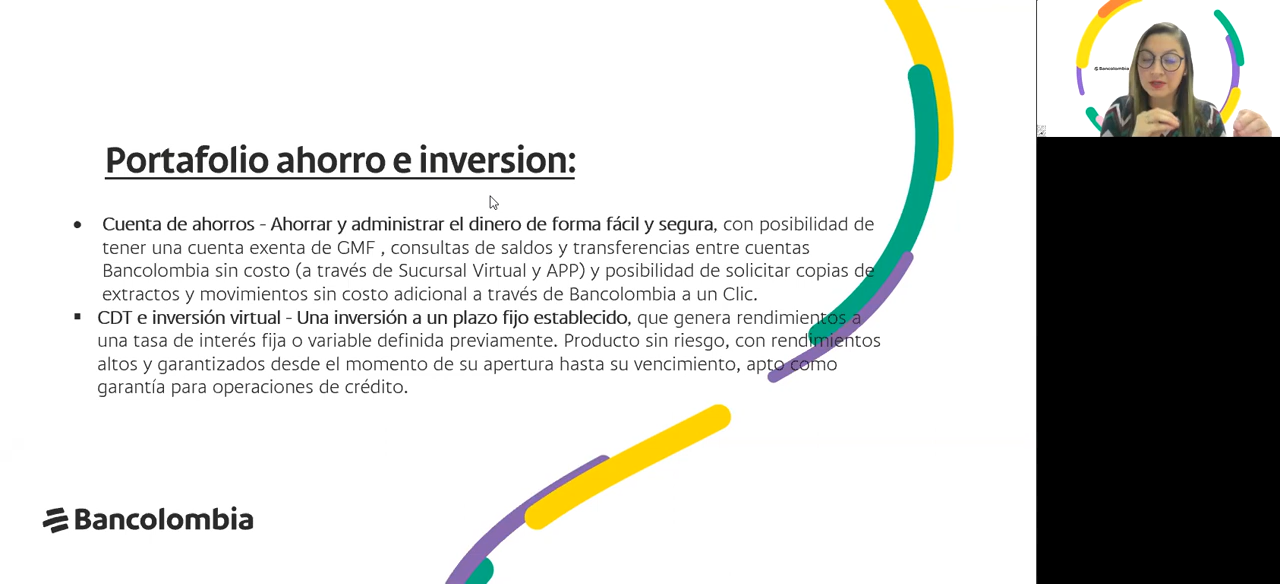 Portafolio ahorro e inversion:
● Cuenta de ahorros - Ahorrar y administrar el dinero de forma fácil y segura, con posibilidad de
tener una cuenta exenta de GMF , consultas de saldos y transferencias entre cuentas
Bancolombia sin costo (a través de Sucursal Virtual y APP) y posibilidad de solicitar copias de
extractos y movimientos sin costo adicional a través de Bancolombia a un Clic.
▪ CDT e inversión virtual - Una inversión a un plazo fijo establecido, que genera rendimientos a
una tasa de interés fija o variable definida previamente. Producto sin riesgo, con rendimientos
altos y garantizados desde el momento de su apertura hasta su vencimiento, apto como
garantía para operaciones de crédito.
Bancolombia
Bancolombia